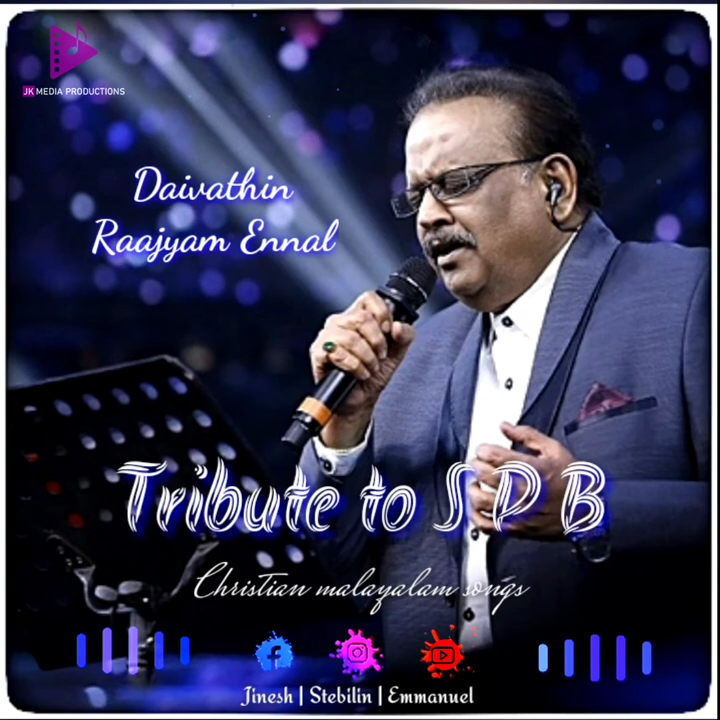 JK MEDIA PRODUCTIONS
Daivathin
Raajyam Ennal
Tribute to S P B
Christian malayalam songs
Jinesh | Stebilin | Emmanuel